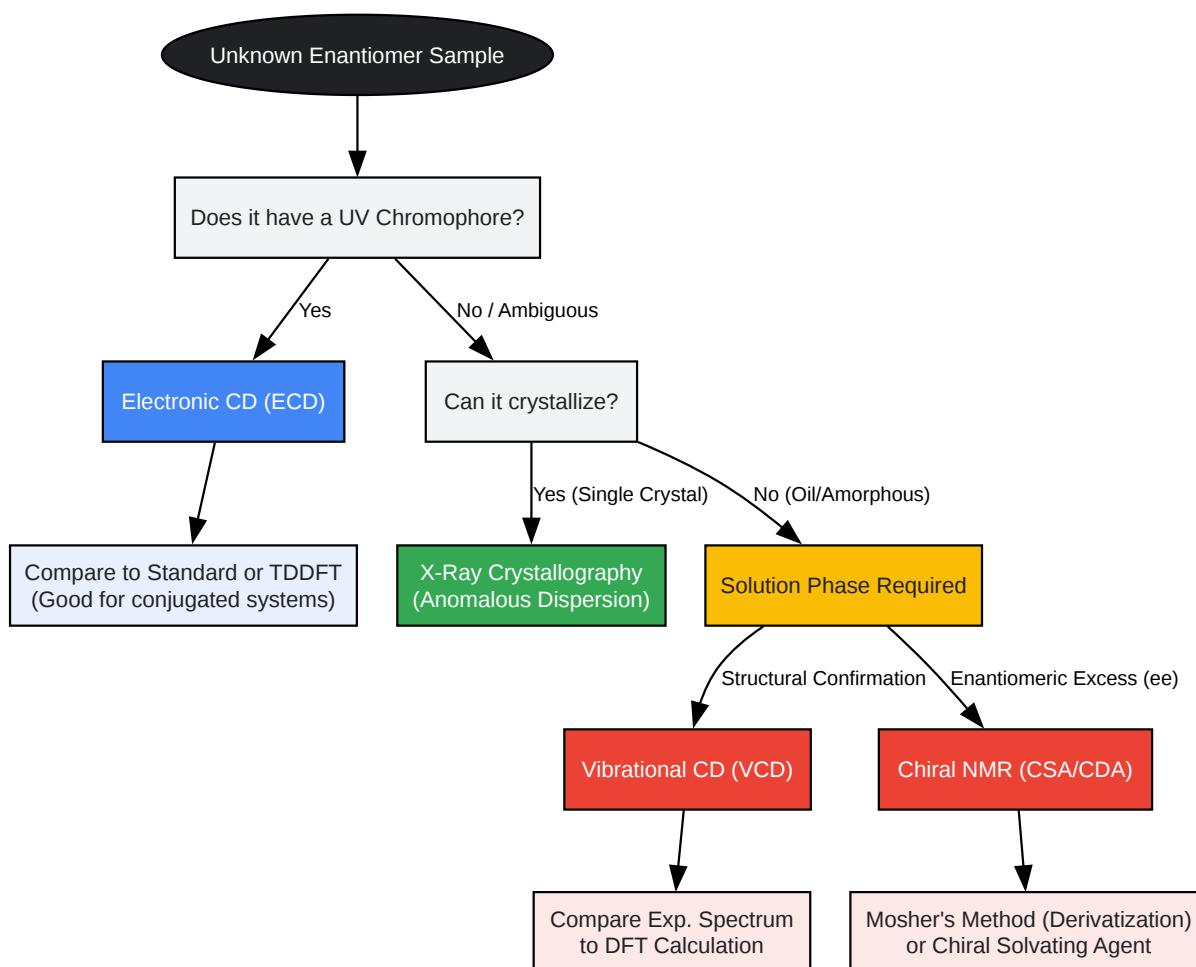 Unknown Enantiomer Sample
Does it have a UV Chromophore?
Yes
No / Ambiguous
Electronic CD (ECD)
Can it crystallize?
Yes (Single Crystal)
No (Oil/Amorphous)
Compare to Standard or TDDFT
(Good for conjugated systems)
X-Ray Crystallography
(Anomalous Dispersion)
Solution Phase Required
Structural Confirmation
Enantiomeric Excess (ee)
Vibrational CD (VCD)
Chiral NMR (CSA/CDA)
Compare Exp. Spectrum
to DFT Calculation
Mosher's Method (Derivatization)
or Chiral Solvating Agent